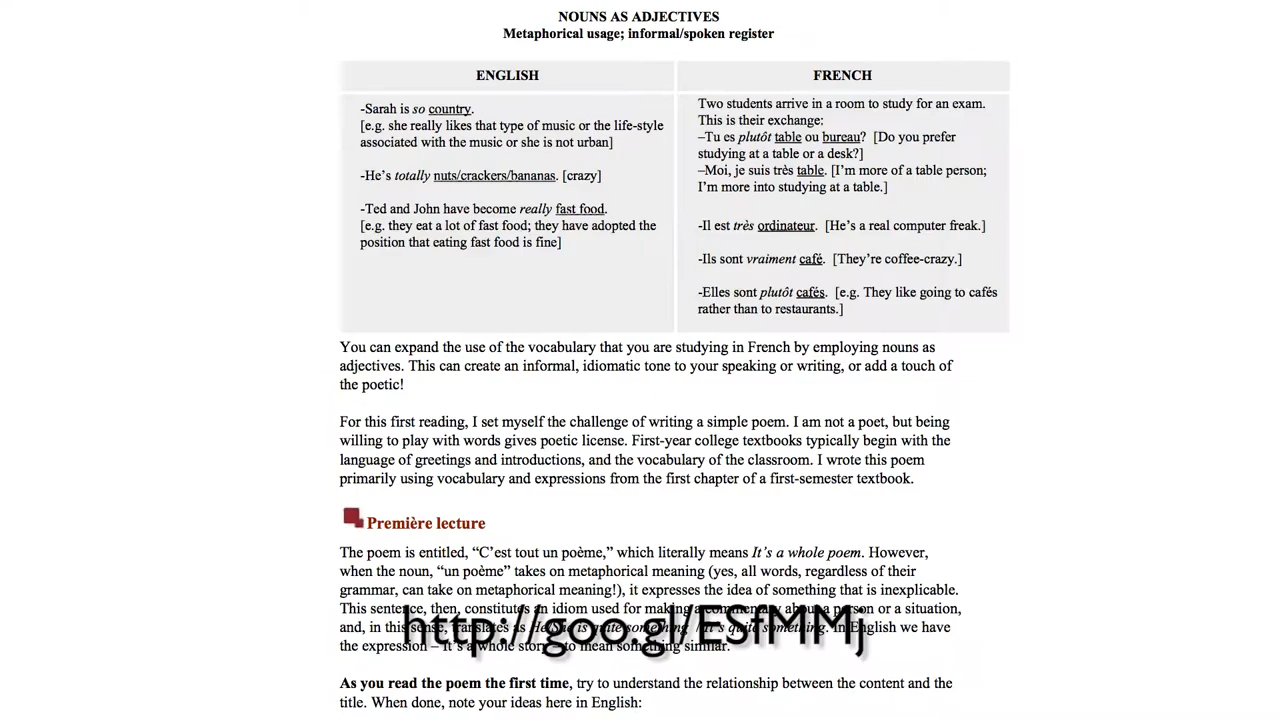 NOUNS AS ADJECTIVES
Metaphorical usage; informal/spoken register
ENGLISH
-Sarah is so country.
[e.g. she really likes that type of music or the life-style
associated with the music or she is not urban]
-He's totally nuts/crackers/bananas. [crazy]
-Ted and John have become really fast food.
[e.g. they eat a lot of fast food; they have adopted the
position that eating fast food is fine]
FRENCH
Two students arrive in a room to study for an exam.
This is their exchange:
–Tu es plutôt table ou bureau? [Do you prefer
studying at a table or a desk?]
–Moi, je suis très table. [I'm more of a table person;
I'm more into studying at a table.]
-Il est très ordinateur. [He's a real computer freak.]
-Ils sont vraiment café. [They're coffee-crazy.]
-Elles sont plutôt cafés. [e.g. They like going to cafés
rather than to restaurants.]
You can expand the use of the vocabulary that you are studying in French by employing nouns as
adjectives. This can create an informal, idiomatic tone to your speaking or writing, or add a touch of
the poetic!
For this first reading, I set myself the challenge of writing a simple poem. I am not a poet, but being
willing to play with words gives poetic license. First-year college textbooks typically begin with the
language of greetings and introductions, and the vocabulary of the classroom. I wrote this poem
primarily using vocabulary and expressions from the first chapter of a first-semester textbook.
Première lecture
The poem is entitled, “C'est tout un poème,” which literally means It's a whole poem. However,
when the noun, “un poème” takes on metaphorical meaning (yes, all words, regardless of their
grammar, can take on metaphorical meaning!), it expresses the idea of something that is inexplicable.
This sentence, then, constitutes an idiom used for making a commentary about a person or a situation,
and, in this sense, translates as He/She is quite something / It's quite something. In English we have
the expression – It's a whole story – to mean something similar.
http://goo.gl/ESfMMj
As you read the poem the first time, try to understand the relationship between the content and the
title. When done, note your ideas here in English: